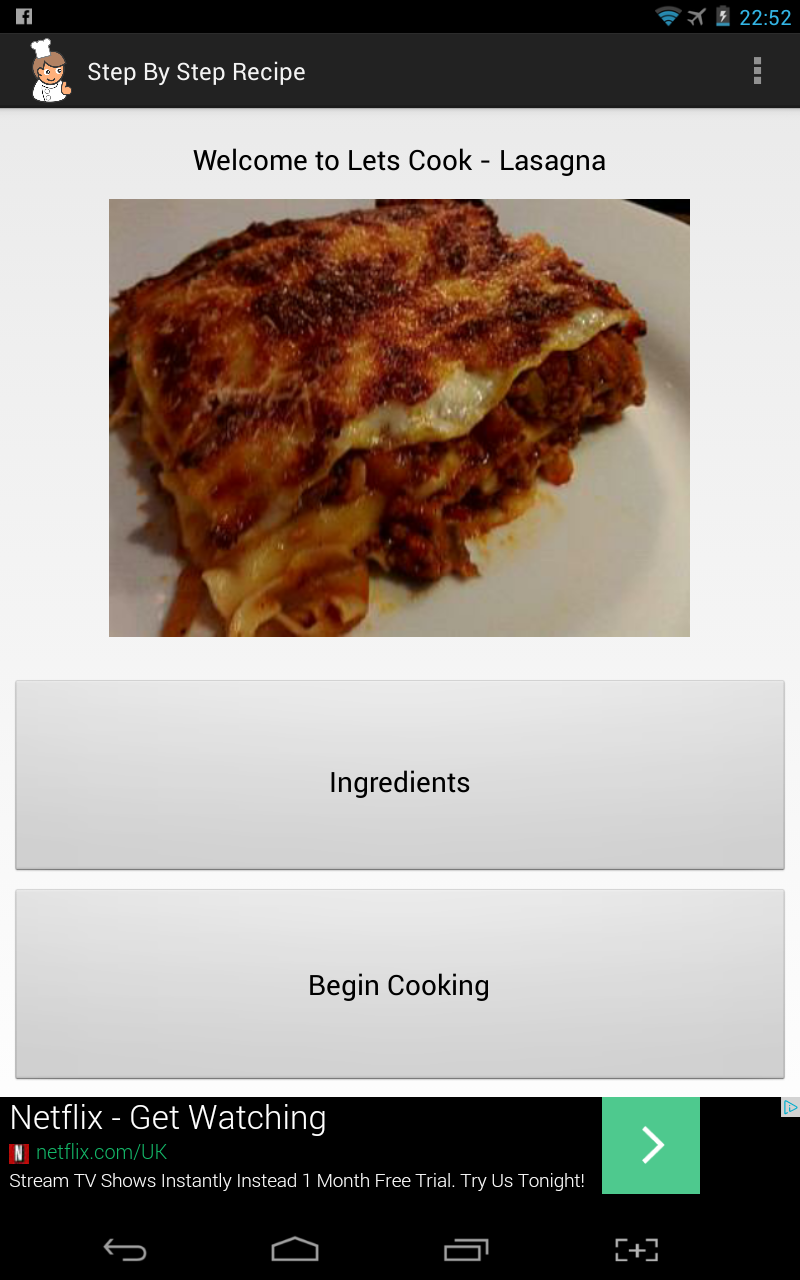 22:52
Step By Step Recipe
Welcome to Lets Cook - Lasagna
Ingredients
Begin Cooking
Netflix - Get Watching
N netflix.com/UK
Stream TV Shows Instantly Instead 1 Month Free Trial. Try Us Tonight!